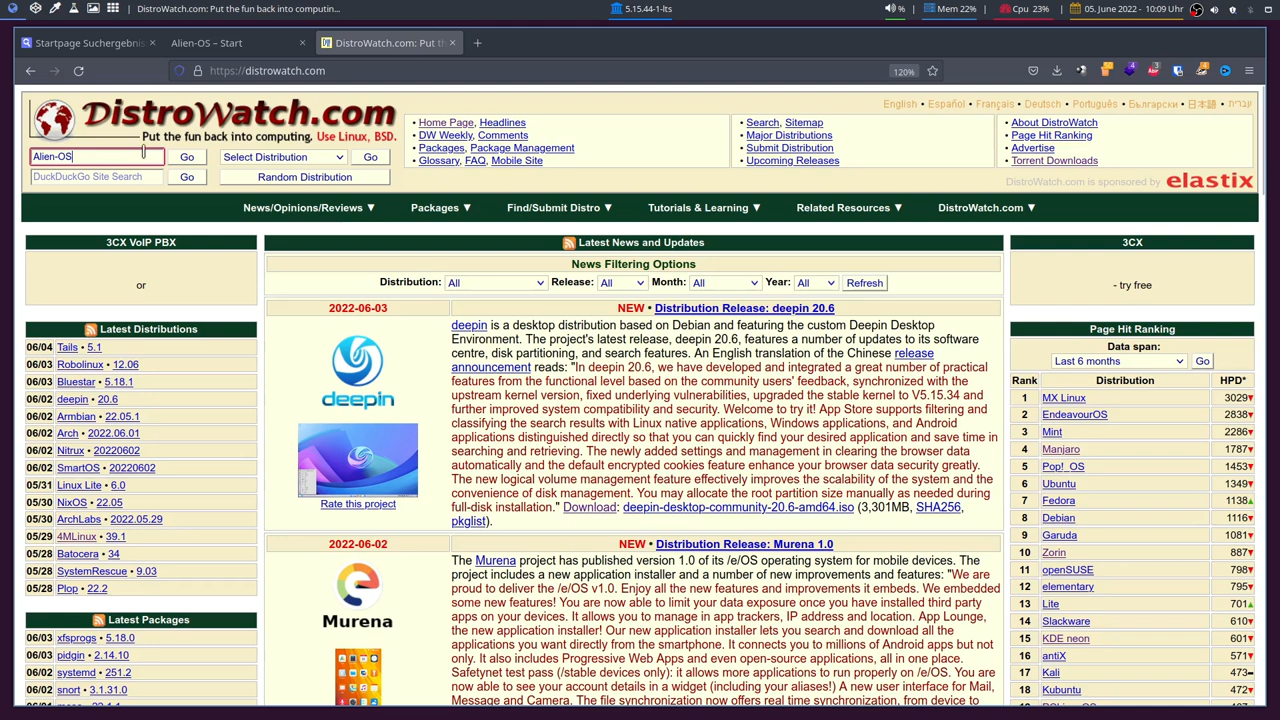 DistroWatch.com: Put the fun back into computin...
5.15.44-1-lts
%
Mem 22%
Cpu 23%
05. June 2022 - 10:09 Uhr
Startpage Suchergebnis
Alien-OS – Start
DistroWatch.com: Put th
https://distrowatch.com
120%
DistroWatch.com
Put the fun back into computing. Use Linux, BSD.
Alien-OS
Go
Select Distribution
Go
DuckDuckGo Site Search
Go
Random Distribution
• Home Page, Headlines
• DW Weekly, Comments
• Packages, Package Management
• Glossary, FAQ, Mobile Site
• Search, Sitemap
• Major Distributions
• Submit Distribution
• Upcoming Releases
English • Español • Français • Deutsch • Português • Български • 日本語 • עברית
• About DistroWatch
• Page Hit Ranking
• Advertise
• Torrent Downloads
DistroWatch.com is sponsored by elastix
News/Opinions/Reviews ▼
Packages ▼
Find/Submit Distro ▼
Tutorials & Learning ▼
Related Resources ▼
DistroWatch.com ▼
3CX VoIP PBX
or
Latest Distributions
06/04 Tails • 5.1
06/03 Robolinux • 12.06
06/03 Bluestar • 5.18.1
06/02 deepin • 20.6
06/02 Armbian • 22.05.1
06/02 Arch • 2022.06.01
06/02 Nitrux • 20220602
06/02 SmartOS • 20220602
05/31 Linux Lite • 6.0
05/30 NixOS • 22.05
05/30 ArchLabs • 2022.05.29
05/29 4MLinux • 39.1
05/28 Batocera • 34
05/28 SystemRescue • 9.03
05/28 Plop • 22.2
Latest Packages
06/03 xfsprogs • 5.18.0
06/03 pidgin • 2.14.10
06/02 systemd • 251.2
06/02 snort • 3.1.31.0
Latest News and Updates
News Filtering Options
Distribution: All Release: All Month: All Year: All Refresh
2022-06-03
NEW • Distribution Release: deepin 20.6
deepin
Rate this project
deepin is a desktop distribution based on Debian and featuring the custom Deepin Desktop
Environment. The project's latest release, deepin 20.6, features a number of updates to its software
centre, disk partitioning, and search features. An English translation of the Chinese release
announcement reads: "In deepin 20.6, we have developed and integrated a great number of practical
features from the functional level based on the community users' feedback, synchronized with the
upstream kernel version, fixed underlying vulnerabilities, upgraded the stable kernel to V5.15.34 and
further improved system compatibility and security. Welcome to try it! App Store supports filtering and
classifying the search results with Linux native applications, Windows applications, and Android
applications distinguished directly so that you can quickly find your desired application and save time in
searching and retrieving. The newly added settings and management in clearing the browser data
automatically and the default encrypted cookies feature enhance your browser data security greatly.
The new logical volume management feature effectively improves the scalability of the system and the
convenience of disk management. You may allocate the root partition size manually as needed during
full-disk installation." Download: deepin-desktop-community-20.6-amd64.iso (3,301MB, SHA256,
pkglist).
2022-06-02
NEW • Distribution Release: Murena 1.0
Murena
The Murena project has published version 1.0 of its /e/OS operating system for mobile devices. The
project includes a new application installer and a number of new improvements and features: "We are
proud to deliver the /e/OS v1.0. Enjoy all the new features and improvements it embeds. We embedded
some new features! You are now able to limit your data exposure once you have installed third party
apps on your devices. It allows you to manage in app trackers, IP address and location. App Lounge,
the new application installer! Our new application installer lets you search and download all the
applications you want directly from the smartphone. It connects you to millions of Android apps but not
only. It also includes Progressive Web Apps and even open-source applications, all in one place.
Safetynet test pass (/stable devices only): it allows more applications to run properly on /e/OS. You are
now able to see your account details in a widget (including your aliases!) A new user interface for Mail,
Message and Camera. The file synchronization now offers real time synchronization, from device to
3CX
- try free
Page Hit Ranking
Data span:
Last 6 months Go
Rank Distribution HPD*
1 MX Linux 3029▼
2 EndeavourOS 2838▼
3 Mint 2286▼
4 Manjaro 1787▼
5 Pop!_OS 1453▼
6 Ubuntu 1349▼
7 Fedora 1138▲
8 Debian 1116▼
9 Garuda 1081▼
10 Zorin 887▼
11 openSUSE 798▼
12 elementary 795▼
13 Lite 701▲
14 Slackware 610▼
15 KDE neon 601▼
16 antiX 571▼
17 Kali 473
18 Kubuntu 472▼